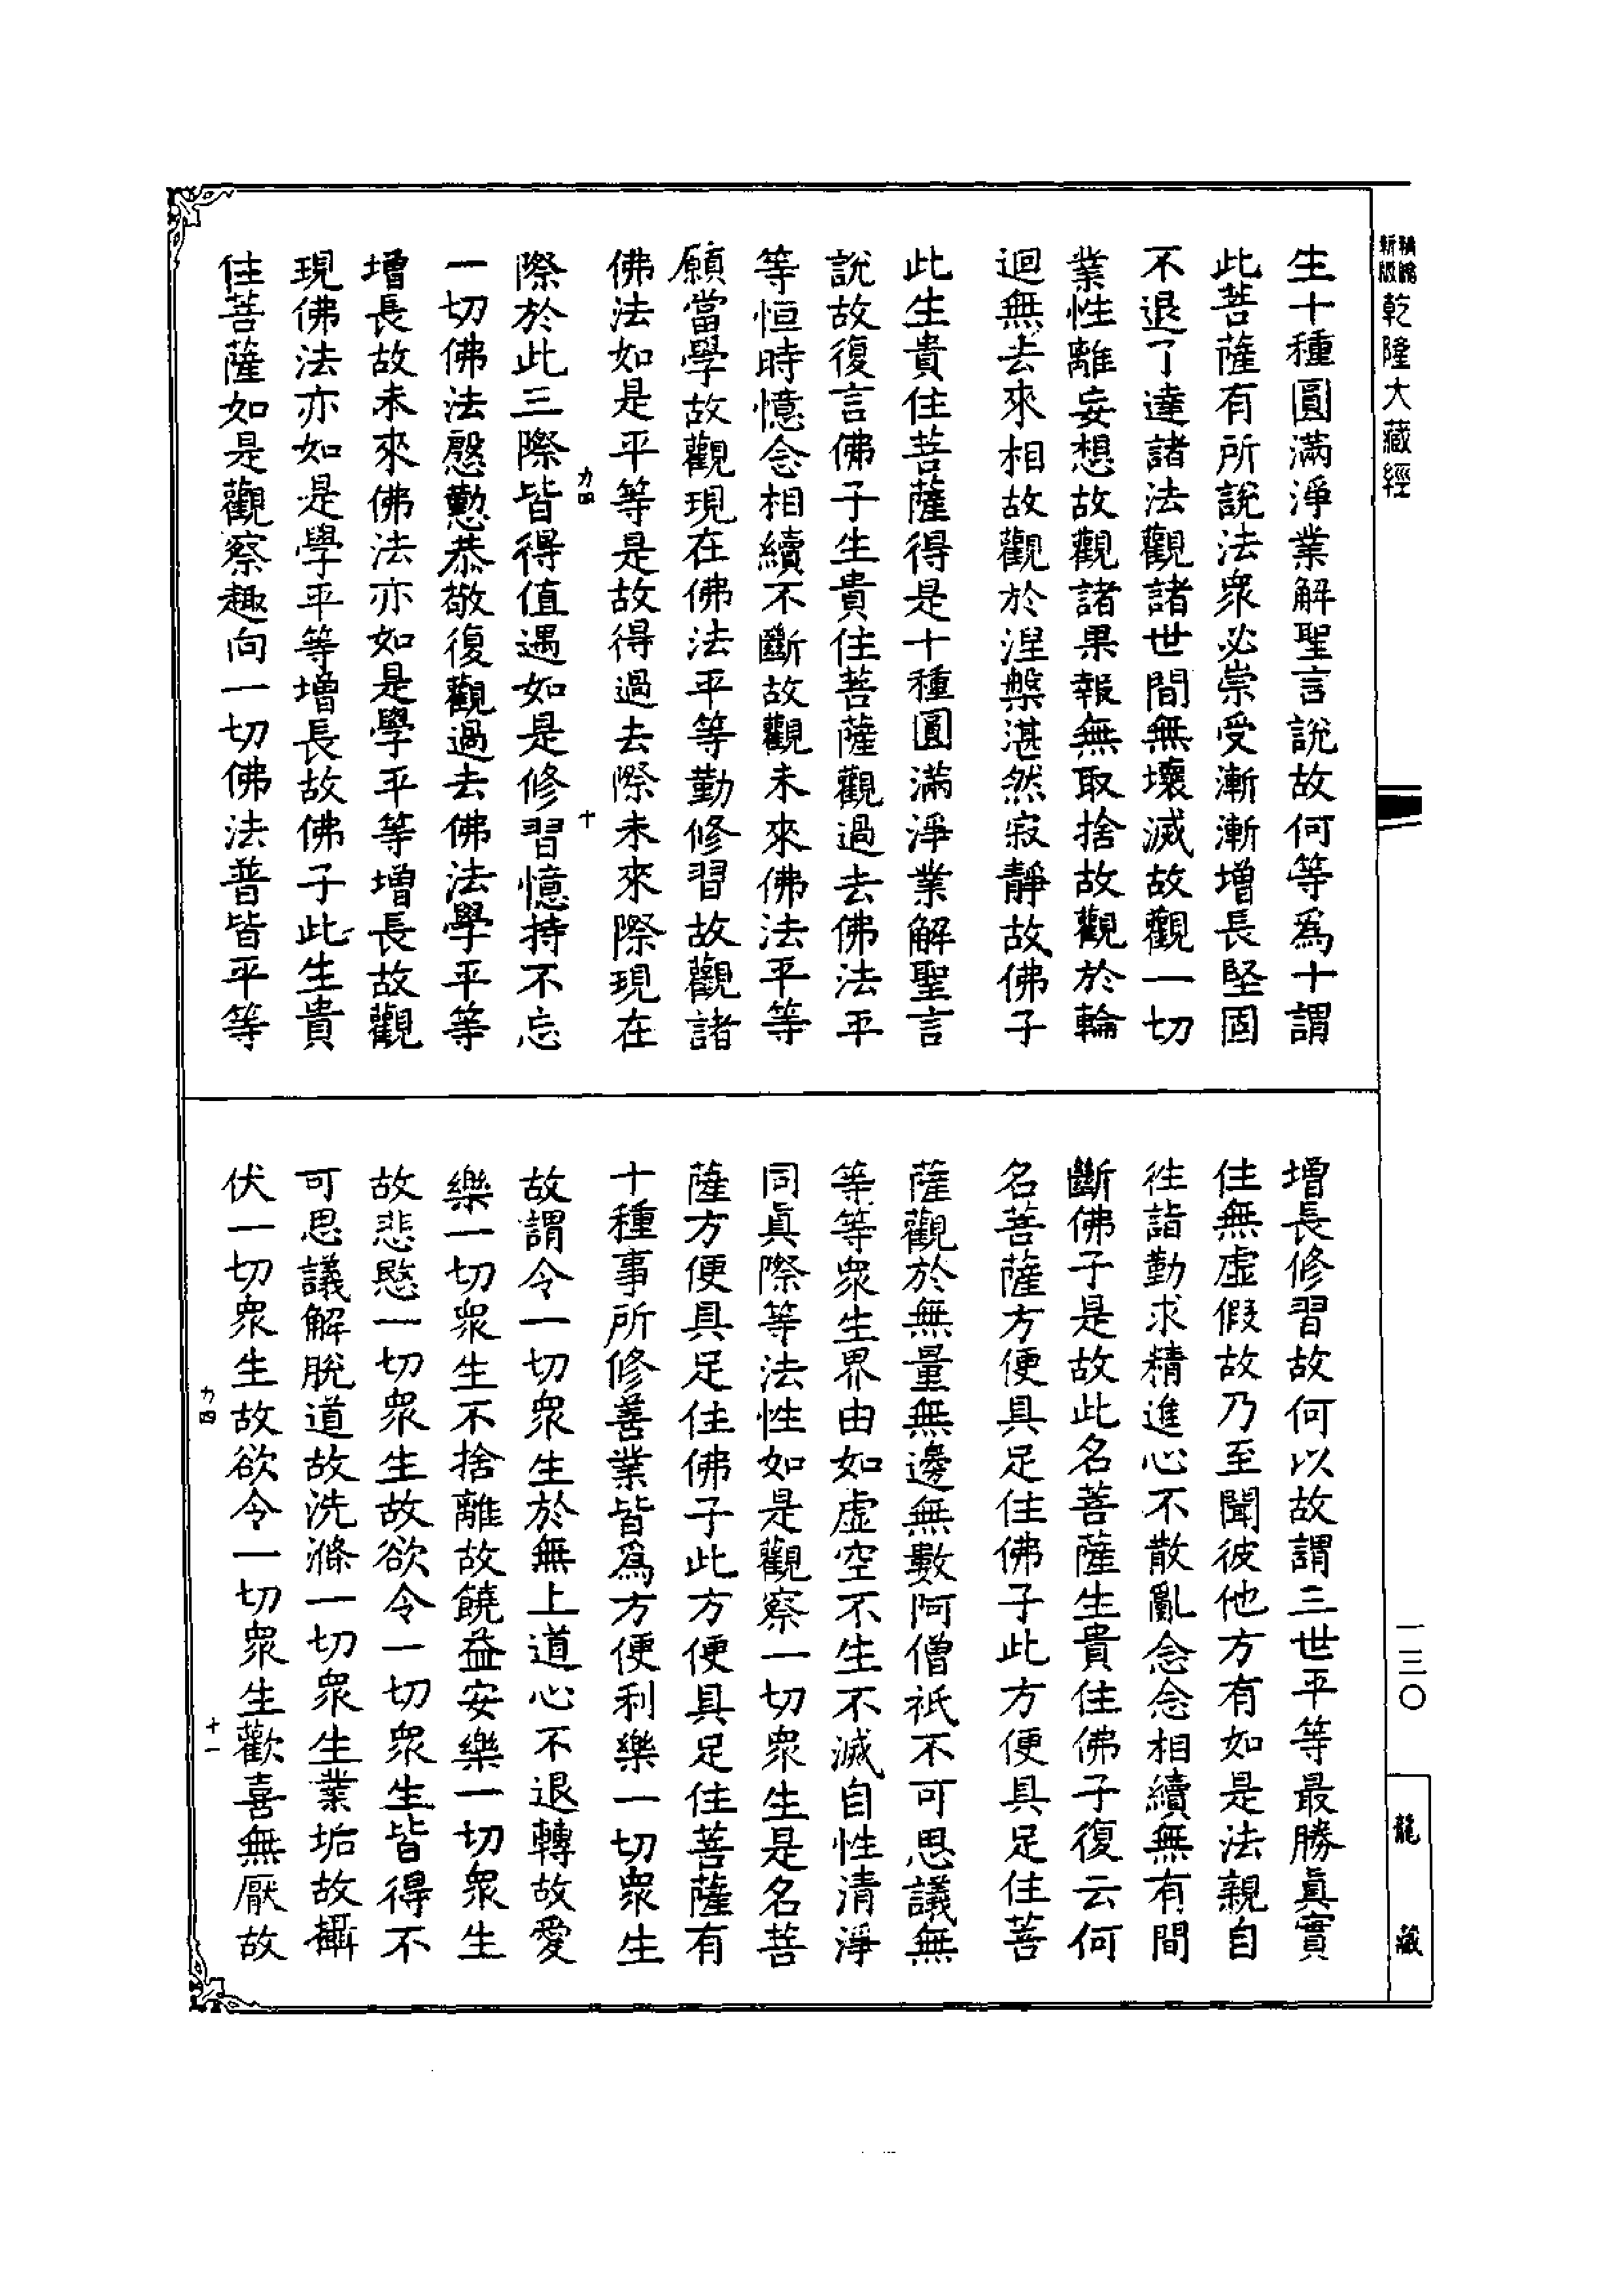 新版
乾隆大藏經
生十種圓滿淨業解聖言說故何等爲十謂
此菩薩有所說法衆必崇受漸漸增長堅固
不退了達諸法觀諸世間無壞滅故觀一切
業性離妄想故觀諸果報無取捨故觀於輪
迴無去來相故觀於涅槃湛然寂靜故佛子
此生貴住菩薩得是十種圓滿淨業解聖言
說故復言佛子生貴住菩薩觀過去佛法平
等恒時憶念相續不斷故觀未來佛法平等
願當學故觀現在佛法平等勤修習故觀諸
佛法如是平等是故得過去際未來際現在
力四
十
際於此三際皆得值遇如是修習憶持不忘
一切佛法慇懃恭敬復觀過去佛法學平等
增長故未來佛法亦如是學平等增長故觀
現佛法亦如是學平等增長故佛子此生貴
住菩薩如是觀察趣向一切佛法普皆平等
增長修習故何以故謂三世平等最勝眞實
住無虛假故乃至聞彼他方有如是法親自
往詣勤求精進心不散亂念念相續無有間
斷佛子是故此名菩薩生貴住佛子復云何
名菩薩方便具足住佛子此方便具足住菩
薩觀於無量無邊無數阿僧祇不可思議無
等等衆生界由如虛空不生不滅自性清淨
同眞際等法性如是觀察一切衆生是名菩
薩方便具足住佛子此方便具足住菩薩有
十種事所修善業皆爲方便利樂一切衆生
故謂令一切衆生於無上道心不退轉故愛
樂一切衆生不捨離故饒益安樂一切衆生
故悲愍一切衆生故欲令一切衆生皆得不
可思議解脫道故洗滌一切衆生業垢故攝
伏一切衆生故欲令一切衆生歡喜無厭故
力四
十一
一三〇
龍藏